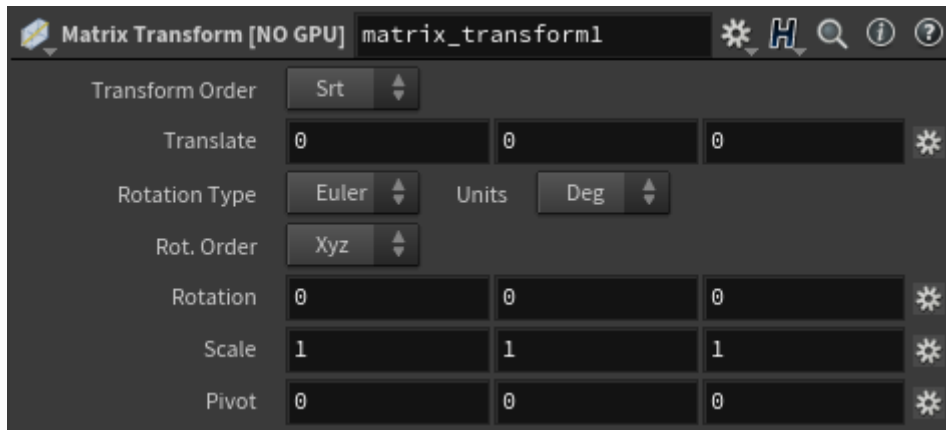 Matrix Transform [NO GPU] matrix_transform1
Transform Order Srt
Translate 0 0 0
Rotation Type Euler Units Deg
Rot. Order Xyz
Rotation 0 0 0
Scale 1 1 1
Pivot 0 0 0